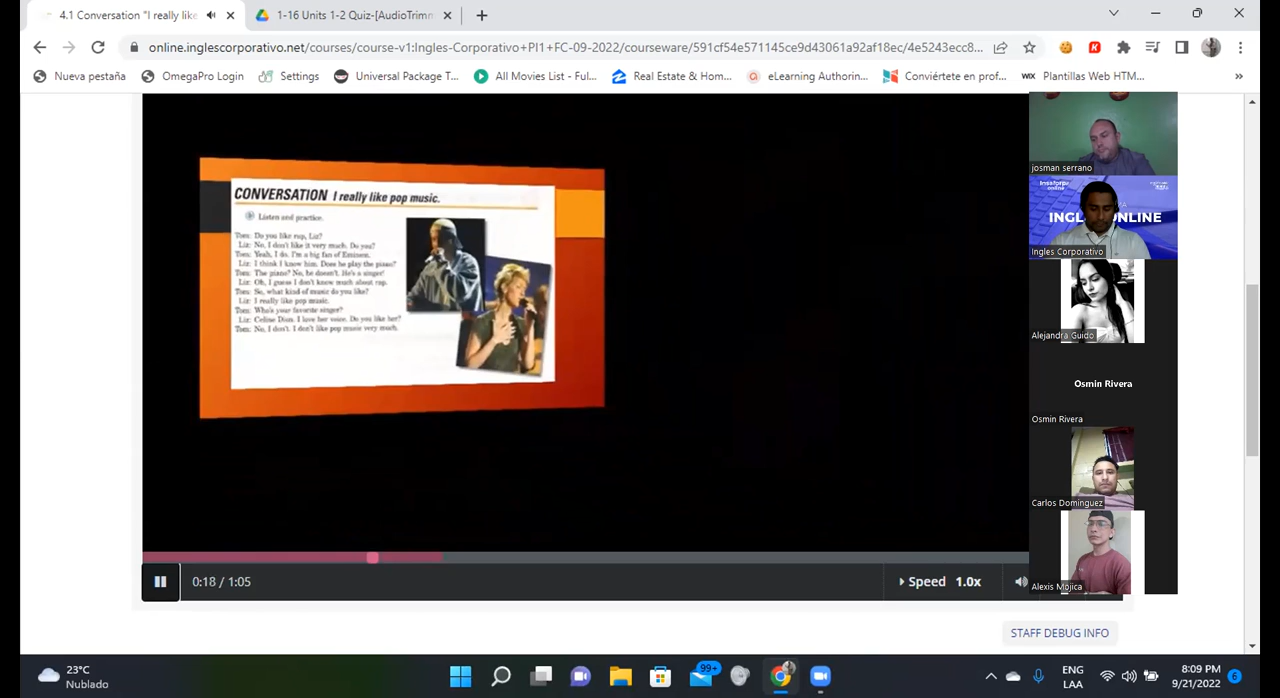 4.1 Conversation "I really like
1-16 Units 1-2 Quiz-[AudioTrimn
online.inglescorporativo.net/courses/course-v1:Ingles-Corporativo+PI1+FC-09-2022/courseware/591cf54e571145ce9d43061a92af18ec/4e5243ecc8...
Nueva pestaña
OmegaPro Login
Settings
Universal Package T...
All Movies List - Ful...
Real Estate & Hom...
eLearning Authorin...
Conviértete en prof...
WIX Plantillas Web HTM...
»
CONVERSATION I really like pop music.
Listen and practice.
Tom: Do you like rap, Liz?
Liz: No, I don't like it very much. Do you?
Tom: Yeah, I do. I'm a big fan of Eminem.
Liz: I think I know him. Does he play the piano?
Tom: The piano? No, he doesn't. He's a singer!
Liz: Oh, I guess I don't know much about rap.
Tom: So, what kind of music do you like?
Liz: I really like pop music.
Tom: Who's your favorite singer?
Liz: Celine Dion. I love her voice. Do you like her?
Tom: No, I don't. I don't like pop music very much.
josman serrano
INGL ONLINE
Ingles Corporativo
Alejandra Guido
Osmin Rivera
Osmin Rivera
Carlos Dominguez
Alexis Mojica
0:18 / 1:05
Speed 1.0x
STAFF DEBUG INFO
23°C
Nublado
99+
ENG
LAA
8:09 PM
9/21/2022
6